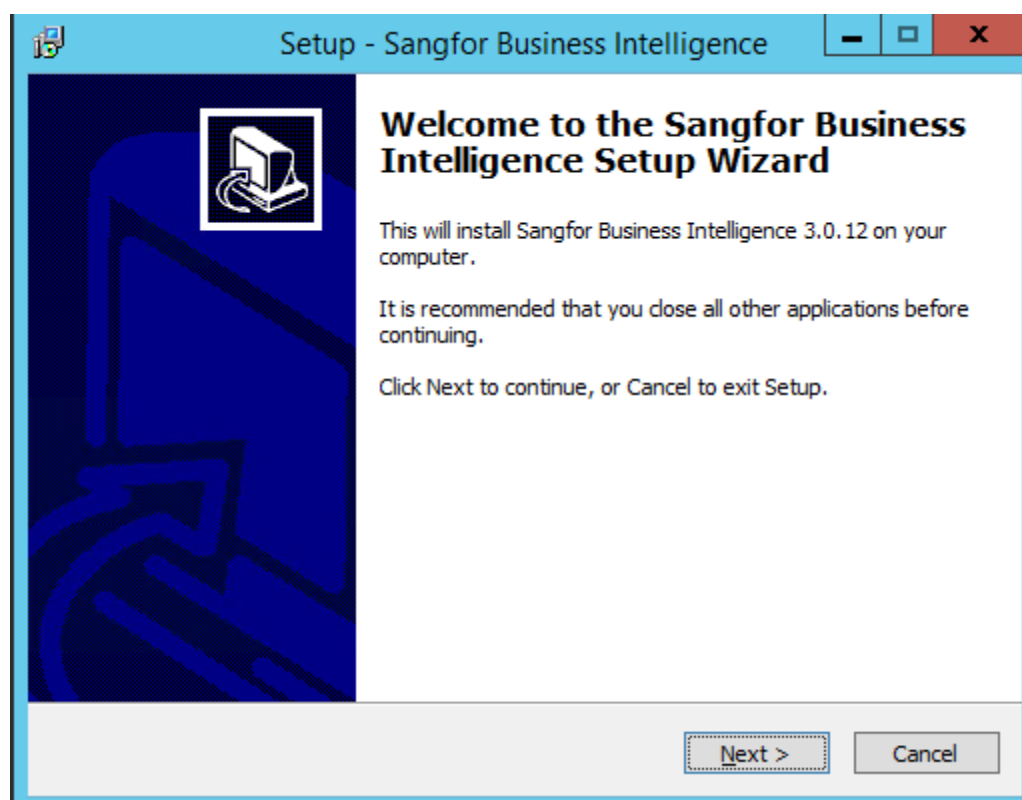 Setup - Sangfor Business Intelligence
Welcome to the Sangfor Business
Intelligence Setup Wizard
This will install Sangfor Business Intelligence 3.0.12 on your
computer.
It is recommended that you close all other applications before
continuing.
Click Next to continue, or Cancel to exit Setup.
Next >
Cancel